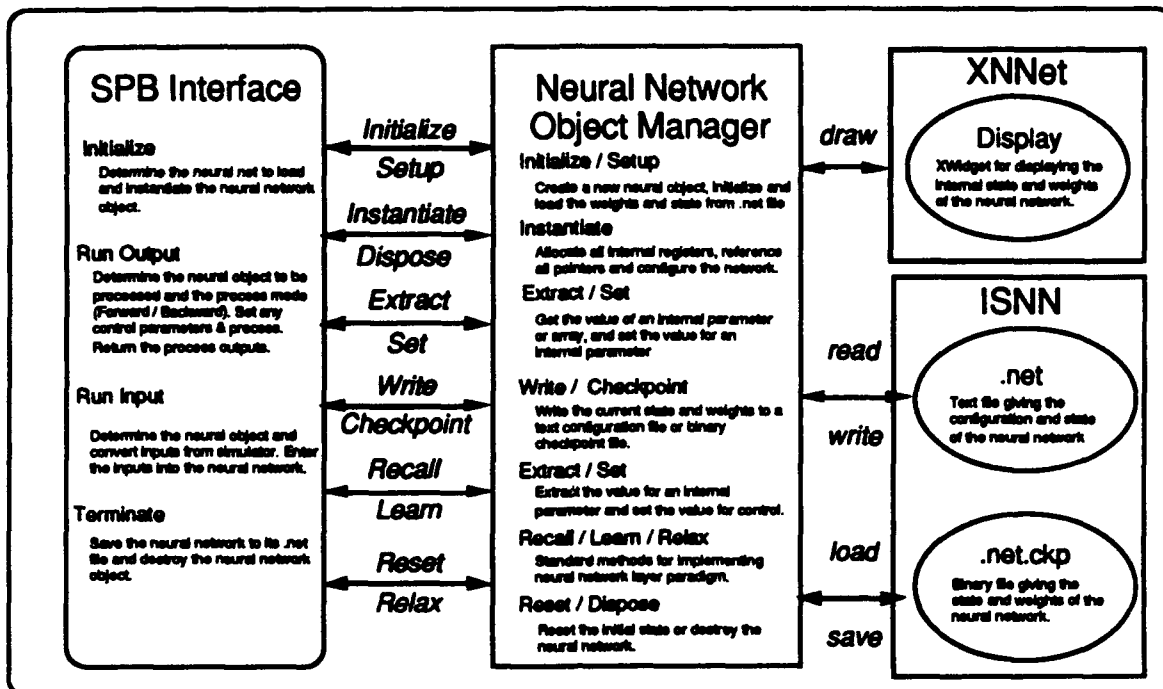 SPB Interface
Initialize
Determine the neural net to load
and instantiate the neural network
object.
Run Output
Determine the neural object to be
processed and the process mode
(Forward / Backward). Set any
control parameters & process.
Return the process outputs.
Run Input
Determine the neural object and
convert inputs from simulator. Enter
the inputs into the neural network.
Terminate
Save the neural network to its .net
file and destroy the neural network
object.
Initialize
Setup
Instantiate
Dispose
Extract
Set
Write
Checkpoint
Recall
Learn
Reset
Relax
Neural Network
Object Manager
Initialize / Setup
Create a new neural object, initialize and
load the weights and state from .net file
Instantiate
Allocate all internal registers, reference
all pointers and configure the network.
Extract / Set
Get the value of an internal parameter
or array, and set the value for an
internal parameter
Write / Checkpoint
Write the current state and weights to a
text configuration file or binary
checkpoint file.
Extract / Set
Extract the value for an internal
parameter and set the value for control.
Recall / Learn / Relax
Standard methods for implementing
neural network layer paradigm.
Reset / Dispose
Reset the initial state or destroy the
neural network.
draw
read
write
load
save
XNNet
Display
XWidget for displaying the
internal state and weights
of the neural network.
ISNN
.net
Text file giving the
configuration and state
of the neural network
.net.ckp
Binary file giving the
state and weights of the
neural network.